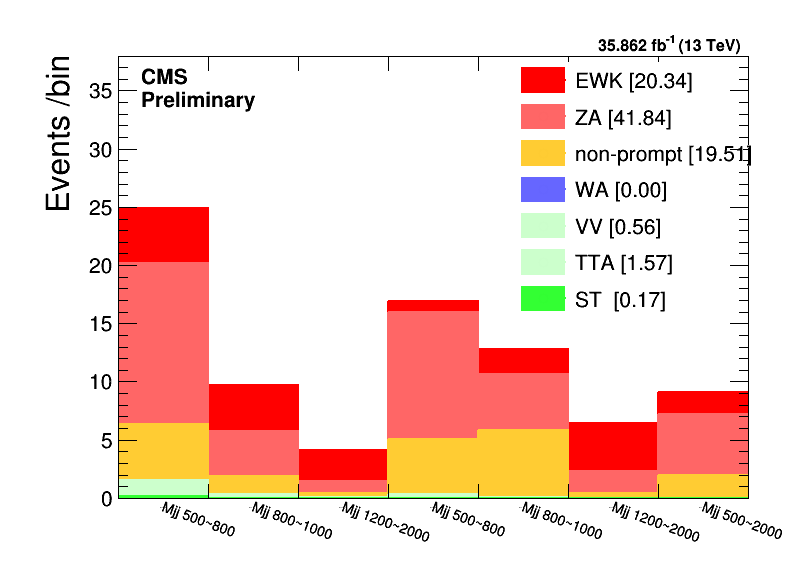 35.862 fb-1 (13 TeV)
CMS
Preliminary
Events /bin
EWK [20.34]
ZA [41.84]
non-prompt [19.51]
WA [0.00]
VV [0.56]
TTA [1.57]
ST [0.17]
35
30
25
20
15
10
5
0
Mjj 500~800
Mjj 800~1000
Mjj 1200~2000
Mjj 500~800
Mjj 800~1000
Mjj 1200~2000
Mjj 500~2000